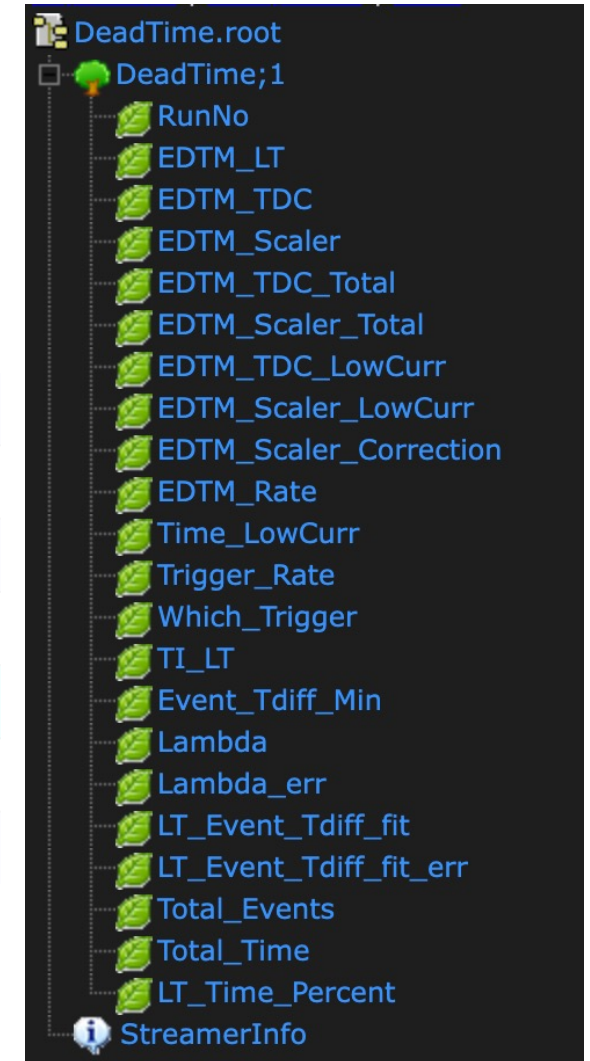 DeadTime.root
DeadTime;1
RunNo
EDTM_LT
EDTM_TDC
EDTM_Scaler
EDTM_TDC_Total
EDTM_Scaler_Total
EDTM_TDC_LowCurr
EDTM_Scaler_LowCurr
EDTM_Scaler_Correction
EDTM_Rate
Time_LowCurr
Trigger_Rate
Which_Trigger
TI_LT
Event_Tdiff_Min
Lambda
Lambda_err
LT_Event_Tdiff_fit
LT_Event_Tdiff_fit_err
Total_Events
Total_Time
LT_Time_Percent
StreamerInfo